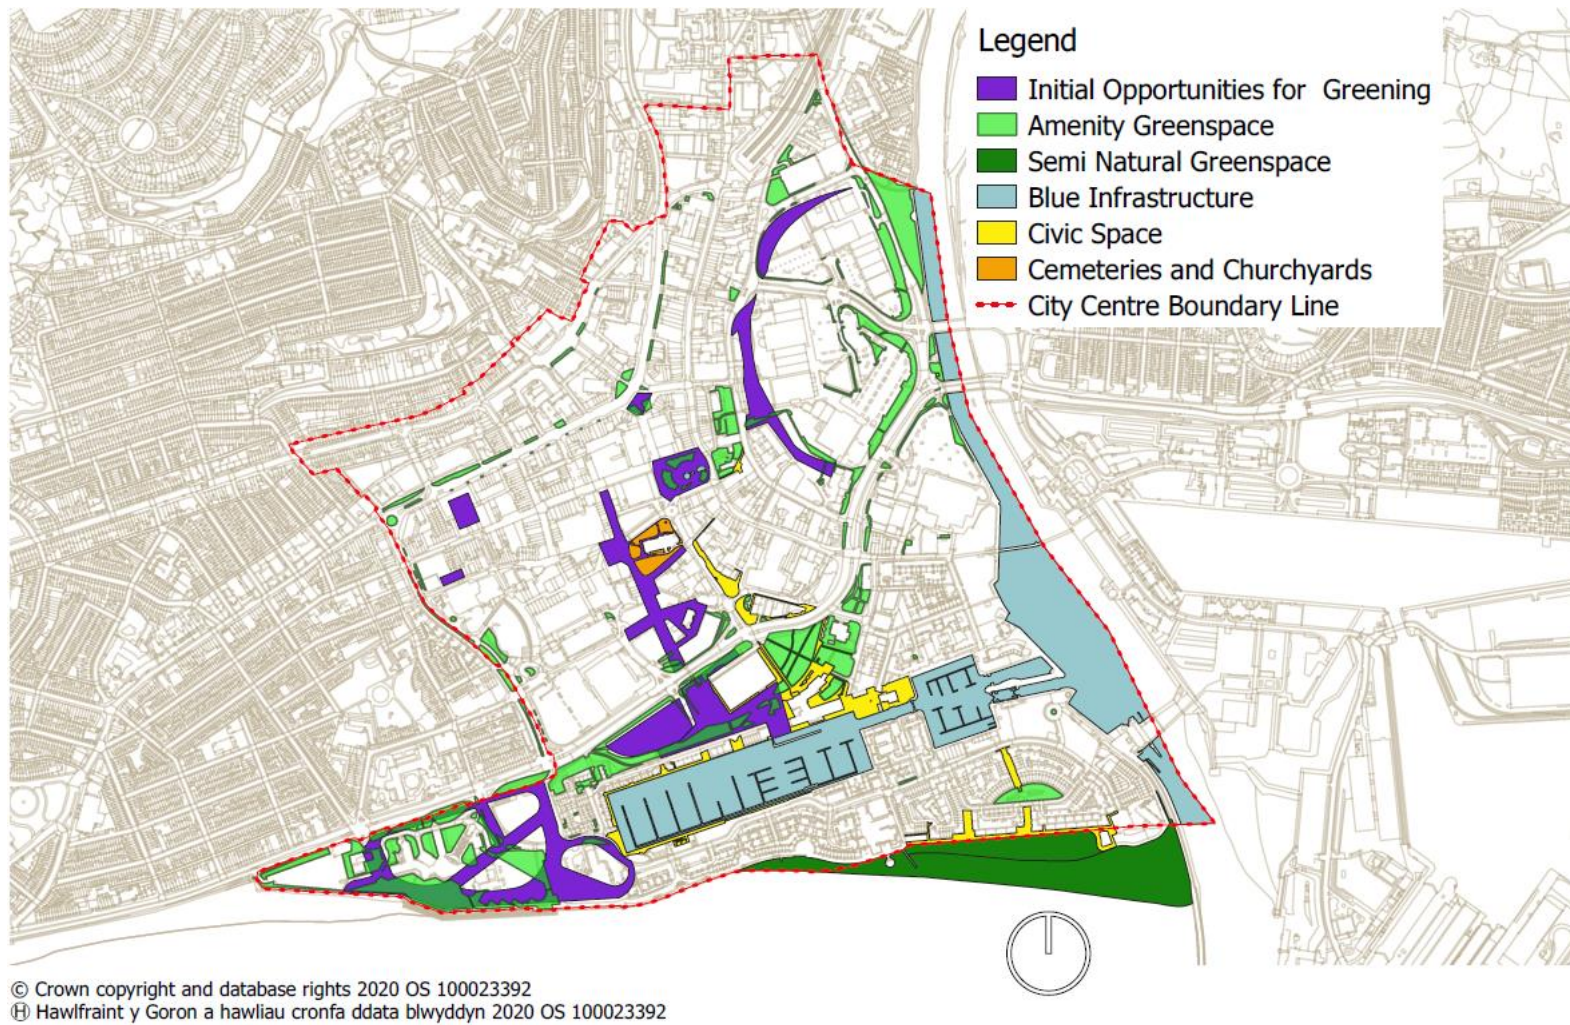 Legend
Initial Opportunities for Greening
Amenity Greenspace
Semi Natural Greenspace
Blue Infrastructure
Civic Space
Cemeteries and Churchyards
City Centre Boundary Line
© Crown copyright and database rights 2020 OS 100023392
Ⓗ Hawlfraint y Goron a hawliau cronfa ddata blwyddyn 2020 OS 100023392